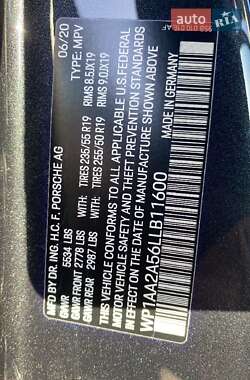 auto RIA
06/20
TYPE: MPV
RIMS 8.5JX19
RIMS 9.0JX19
MFD BY DR. ING. H.C. F. PORSCHE AG
GVWR 5534 LBS
GAWR FRONT 2778 LBS WITH: TIRES 235/55 R19
GAWR REAR 2987 LBS WITH: TIRES 255/50 R19
THIS VEHICLE CONFORMS TO ALL APPLICABLE U.S. FEDERAL
MOTOR VEHICLE SAFETY AND THEFT PREVENTION STANDARDS
IN EFFECT ON THE DATE OF MANUFACTURE SHOWN ABOVE
WP1AA2A56LLB11600
MADE IN GERMANY